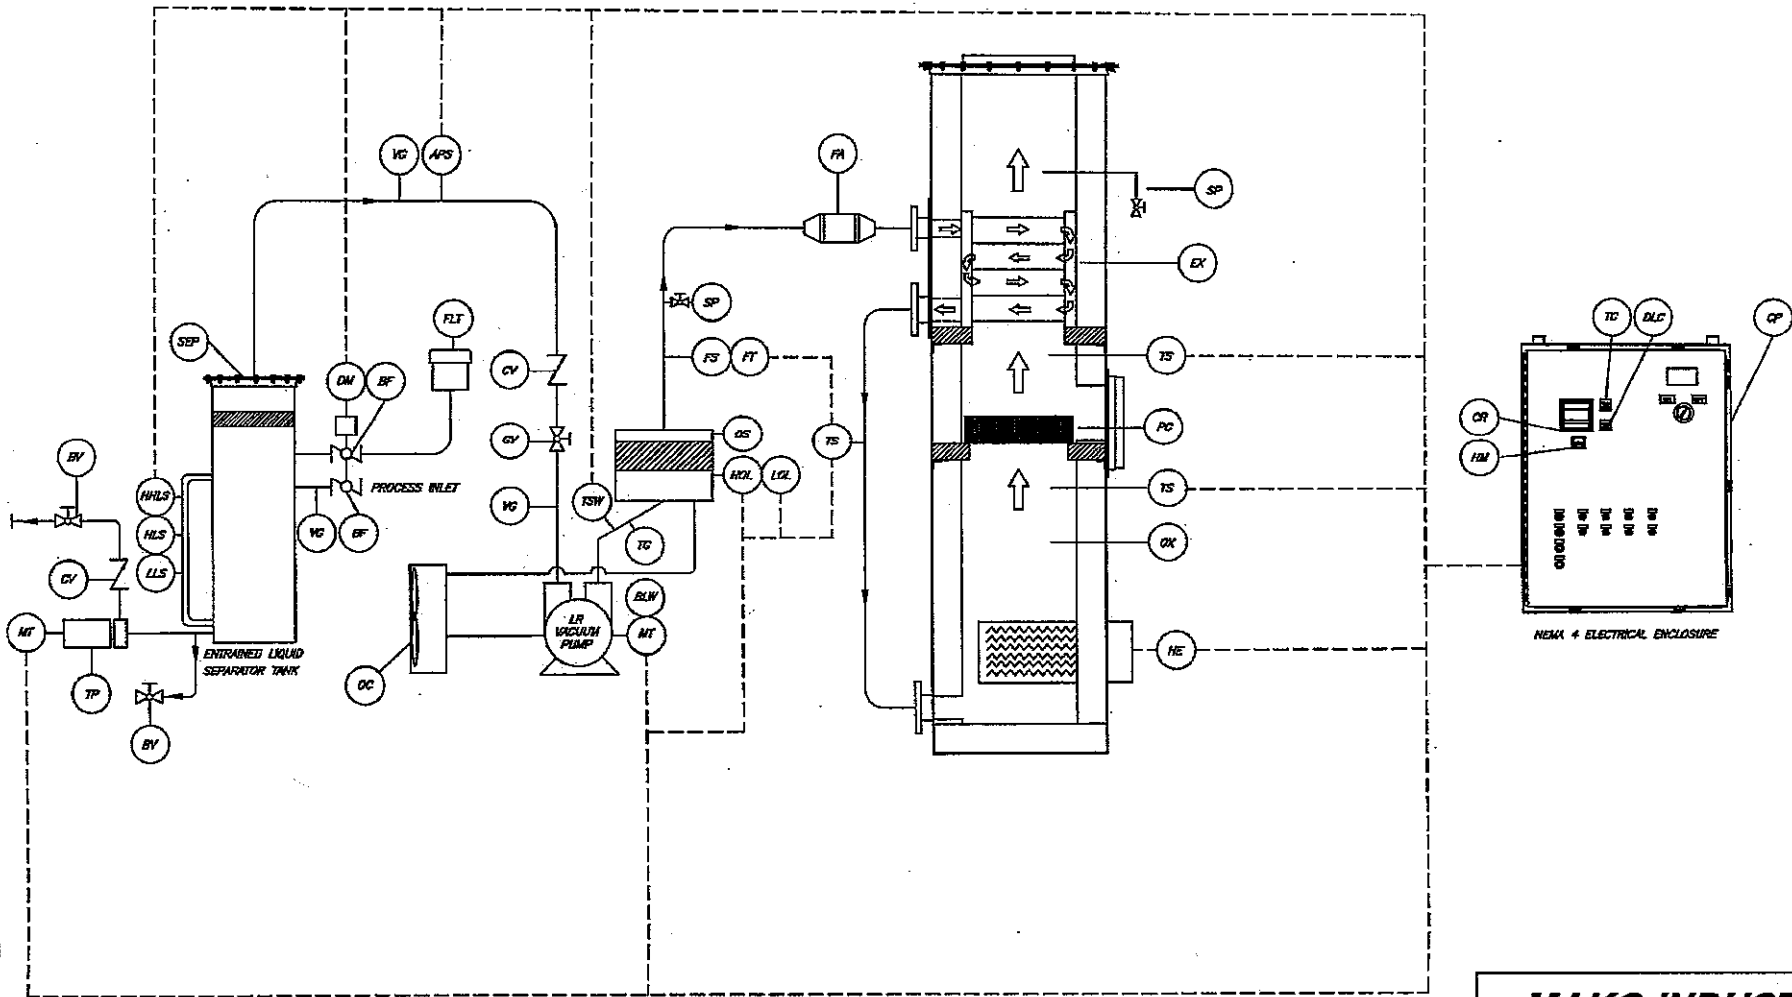 VG
APS
FA
SP
EX
SEP
FLT
SP
TC
DLC
CP
FS
FT
TS
DM
BF
CV
CR
HM
BV
GV
OS
TS
PC
HHLS
PROCESS INLET
HOL
LOL
TS
HLS
VG
BF
VG
TSW
TG
OX
LLS
CV
BLW
MT
LR
VACUUM
PUMP
MT
NEMA 4 ELECTRICAL ENCLOSURE
ENTRAINED LIQUID
SEPARATOR TANK
HE
TP
OC
BV